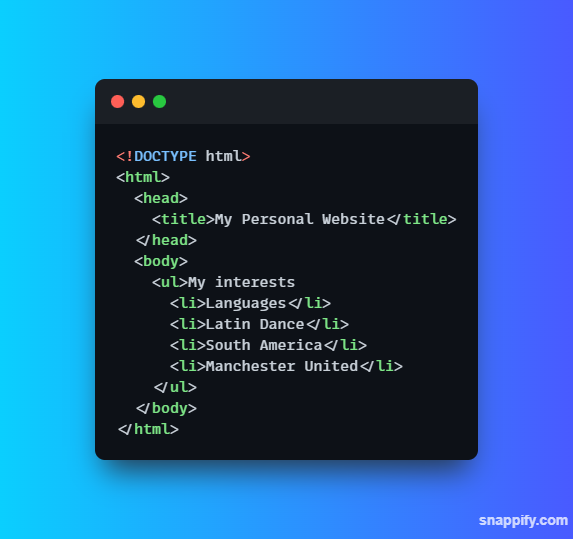 <!DOCTYPE html>
<html>
  <head>
    <title>My Personal Website</title>
  </head>
  <body>
    <ul>My interests
      <li>Languages</li>
      <li>Latin Dance</li>
      <li>South America</li>
      <li>Manchester United</li>
    </ul>
  </body>
</html>
snappify.com